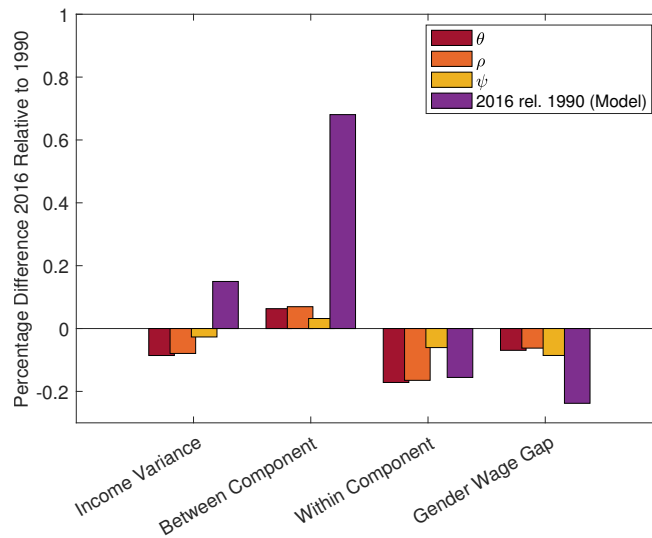 Percentage Difference 2016 Relative to 1990
1
0.8
0.6
0.4
0.2
0
-0.2
θ
ρ
ψ
2016 rel. 1990 (Model)
Income Variance
Between Component
Within Component
Gender Wage Gap